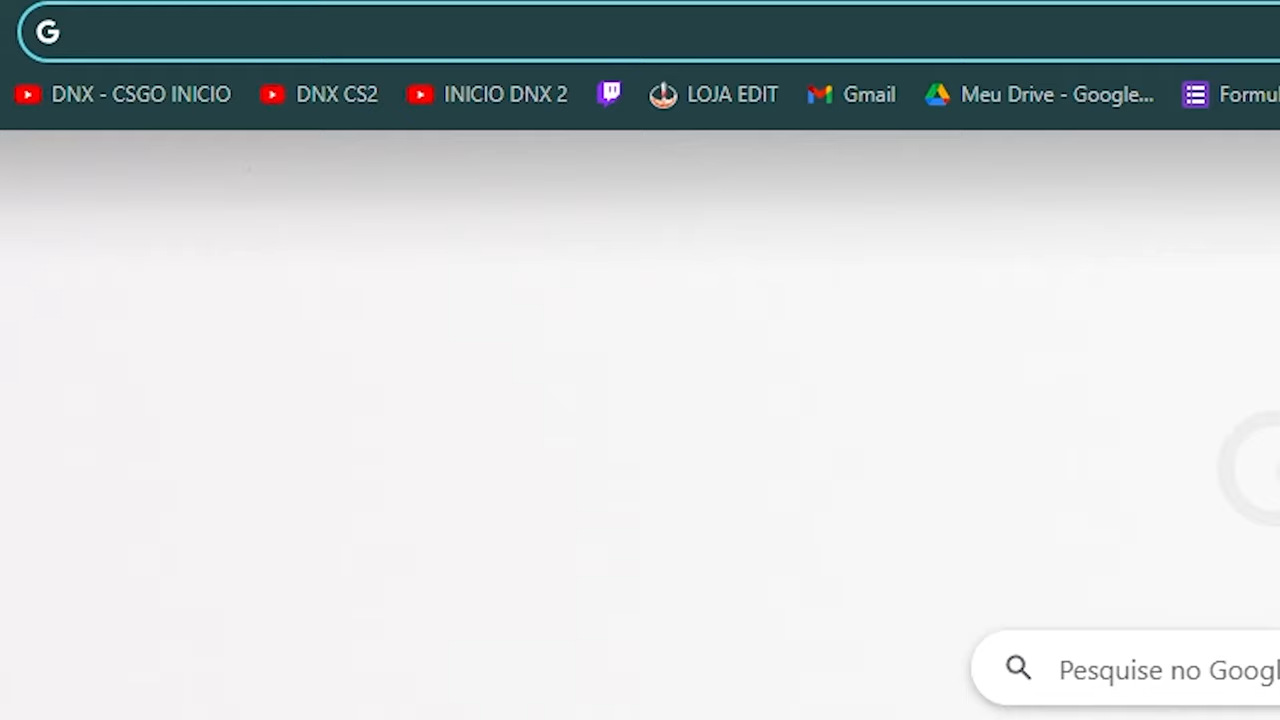 DNX - CSGO INICIO DNX CS2 INICIO DNX 2 LOJA EDIT Gmail Meu Drive - Google... Formul
Pesquise no Googl